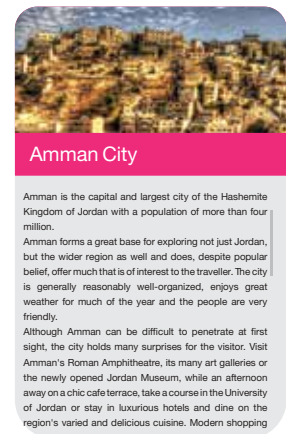 Amman City
Amman is the capital and largest city of the Hashemite
Kingdom of Jordan with a population of more than four
million.
Amman forms a great base for exploring not just Jordan,
but the wider region as well and does, despite popular
belief, offer much that is of interest to the traveller. The city
is generally reasonably well-organized, enjoys great
weather for much of the year and the people are very
friendly.
Although Amman can be difficult to penetrate at first
sight, the city holds many surprises for the visitor. Visit
Amman's Roman Amphitheatre, its many art galleries or
the newly opened Jordan Museum, while an afternoon
away on a chic cafe terrace, take a course in the University
of Jordan or stay in luxurious hotels and dine on the
region's varied and delicious cuisine. Modern shopping